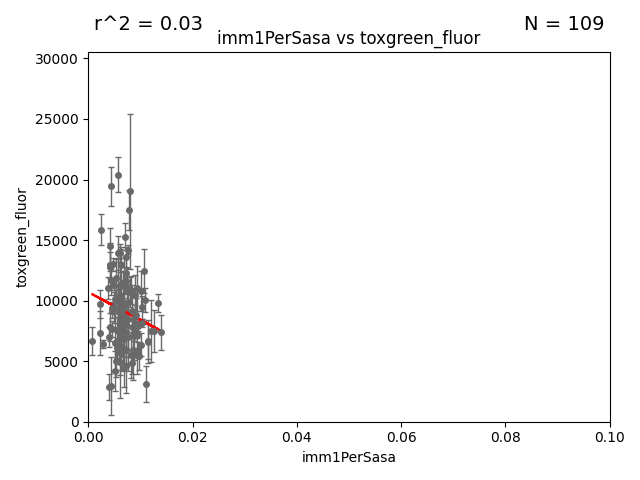 r^2 = 0.03
N = 109
imm1PerSasa vs toxgreen_fluor
30000
25000
20000
15000
10000
5000
0
toxgreen_fluor
0.00
0.02
0.04
0.06
0.08
0.10
imm1PerSasa